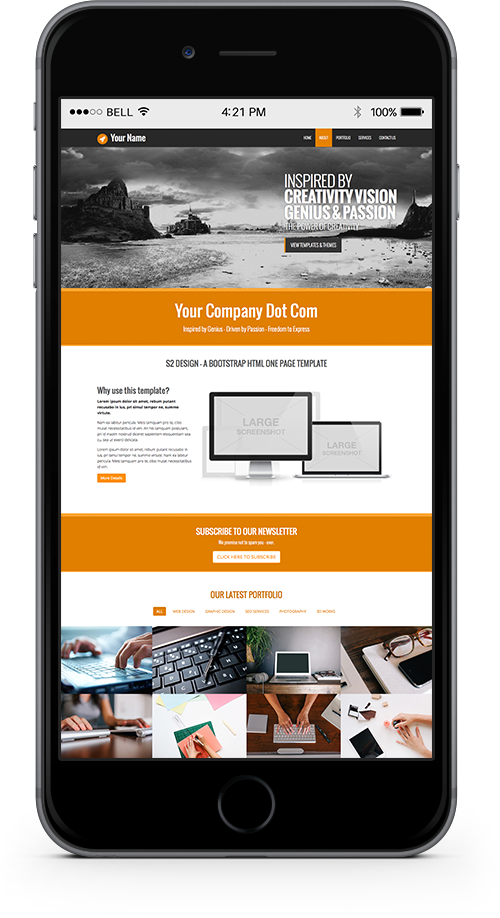 BELL 4:21 PM 100%
Your Name HOME ABOUT PORTFOLIO SERVICES CONTACT US
INSPIRED BY
CREATIVITY VISION
GENIUS & PASSION
THE POWER OF CREATIVITY
VIEW TEMPLATES & THEMES
Your Company Dot Com
Inspired by Genius - Driven by Passion - Freedom to Express
S2 DESIGN - A BOOTSTRAP HTML ONE PAGE TEMPLATE
Why use this template?
Lorem ipsum dolor sit amet, rebum putant
recusabo in ius, pri simul tempor ne, summo
virtute.
LARGE
SCREENSHOT
LARGE
SCREENSHOT
More Details
SUBSCRIBE TO OUR NEWSLETTER
We promise not to spam you - ever.
CLICK HERE TO SUBSCRIBE
OUR LATEST PORTFOLIO
ALL WEB DESIGN GRAPHIC DESIGN SEO SERVICES PHOTOGRAPHY 3D WORKS